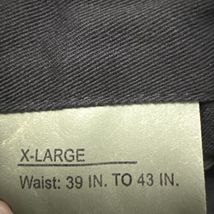 X-LARGE
Waist: 39 IN. TO 43 IN.